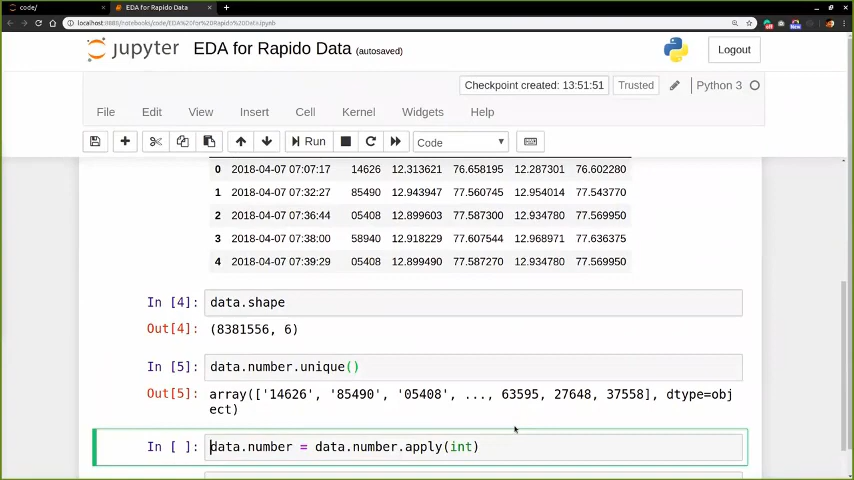 code/
EDA for Rapido Data
localhost:8888/notebooks/code/EDA%20for%20Rapido%20Data.ipynb
jupyter EDA for Rapido Data (autosaved)
Logout
Checkpoint created: 13:51:51
Trusted
Python 3
File Edit View Insert Cell Kernel Widgets Help
Run
Code
0 2018-04-07 07:07:17 14626 12.313621 76.658195 12.287301 76.602280
1 2018-04-07 07:32:27 85490 12.943947 77.560745 12.954014 77.543770
2 2018-04-07 07:36:44 05408 12.899603 77.587300 12.934780 77.569950
3 2018-04-07 07:38:00 58940 12.918229 77.607544 12.968971 77.636375
4 2018-04-07 07:39:29 05408 12.899490 77.587270 12.934780 77.569950
In [4]: data.shape
Out[4]: (8381556, 6)
In [5]: data.number.unique()
Out[5]: array(['14626', '85490', '05408', ..., 63595, 27648, 37558], dtype=obj
ect)
In [ ]: data.number = data.number.apply(int)